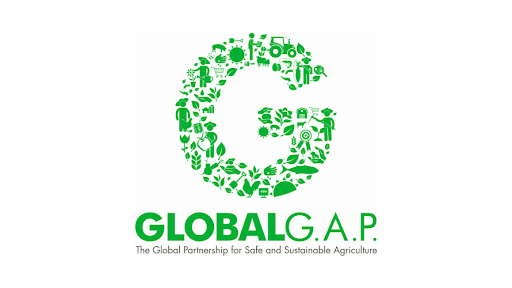 GLOBALG.A.P.
The Global Partnership for Safe and Sustainable Agriculture